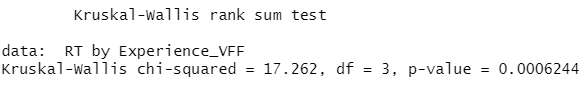 Kruskal-Wallis rank sum test
data: RT by Experience_VFF
Kruskal-Wallis chi-squared = 17.262, df = 3, p-value = 0.0006244